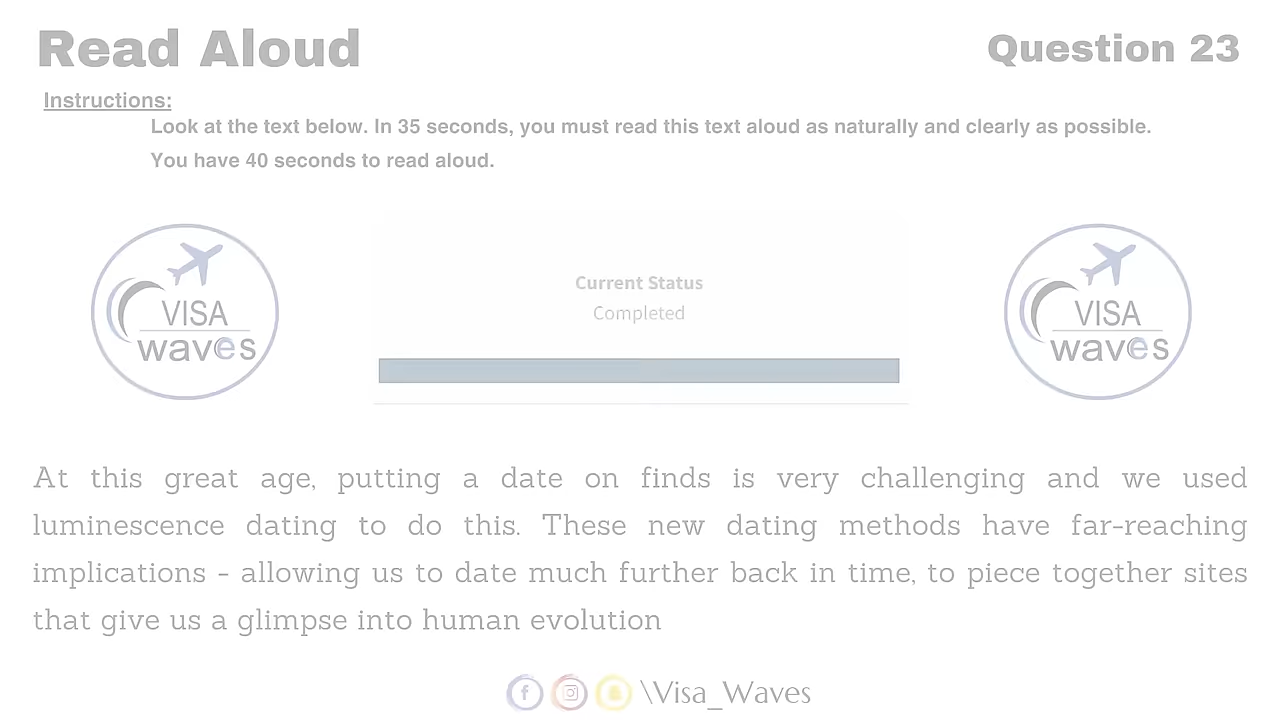 Read Aloud
Question 23
Instructions:
Look at the text below. In 35 seconds, you must read this text aloud as naturally and clearly as possible.
You have 40 seconds to read aloud.
VISA
waves
Current Status
Completed
VISA
waves
At this great age, putting a date on finds is very challenging and we used
luminescence dating to do this. These new dating methods have far-reaching
implications - allowing us to date much further back in time, to piece together sites
that give us a glimpse into human evolution
\Visa_Waves